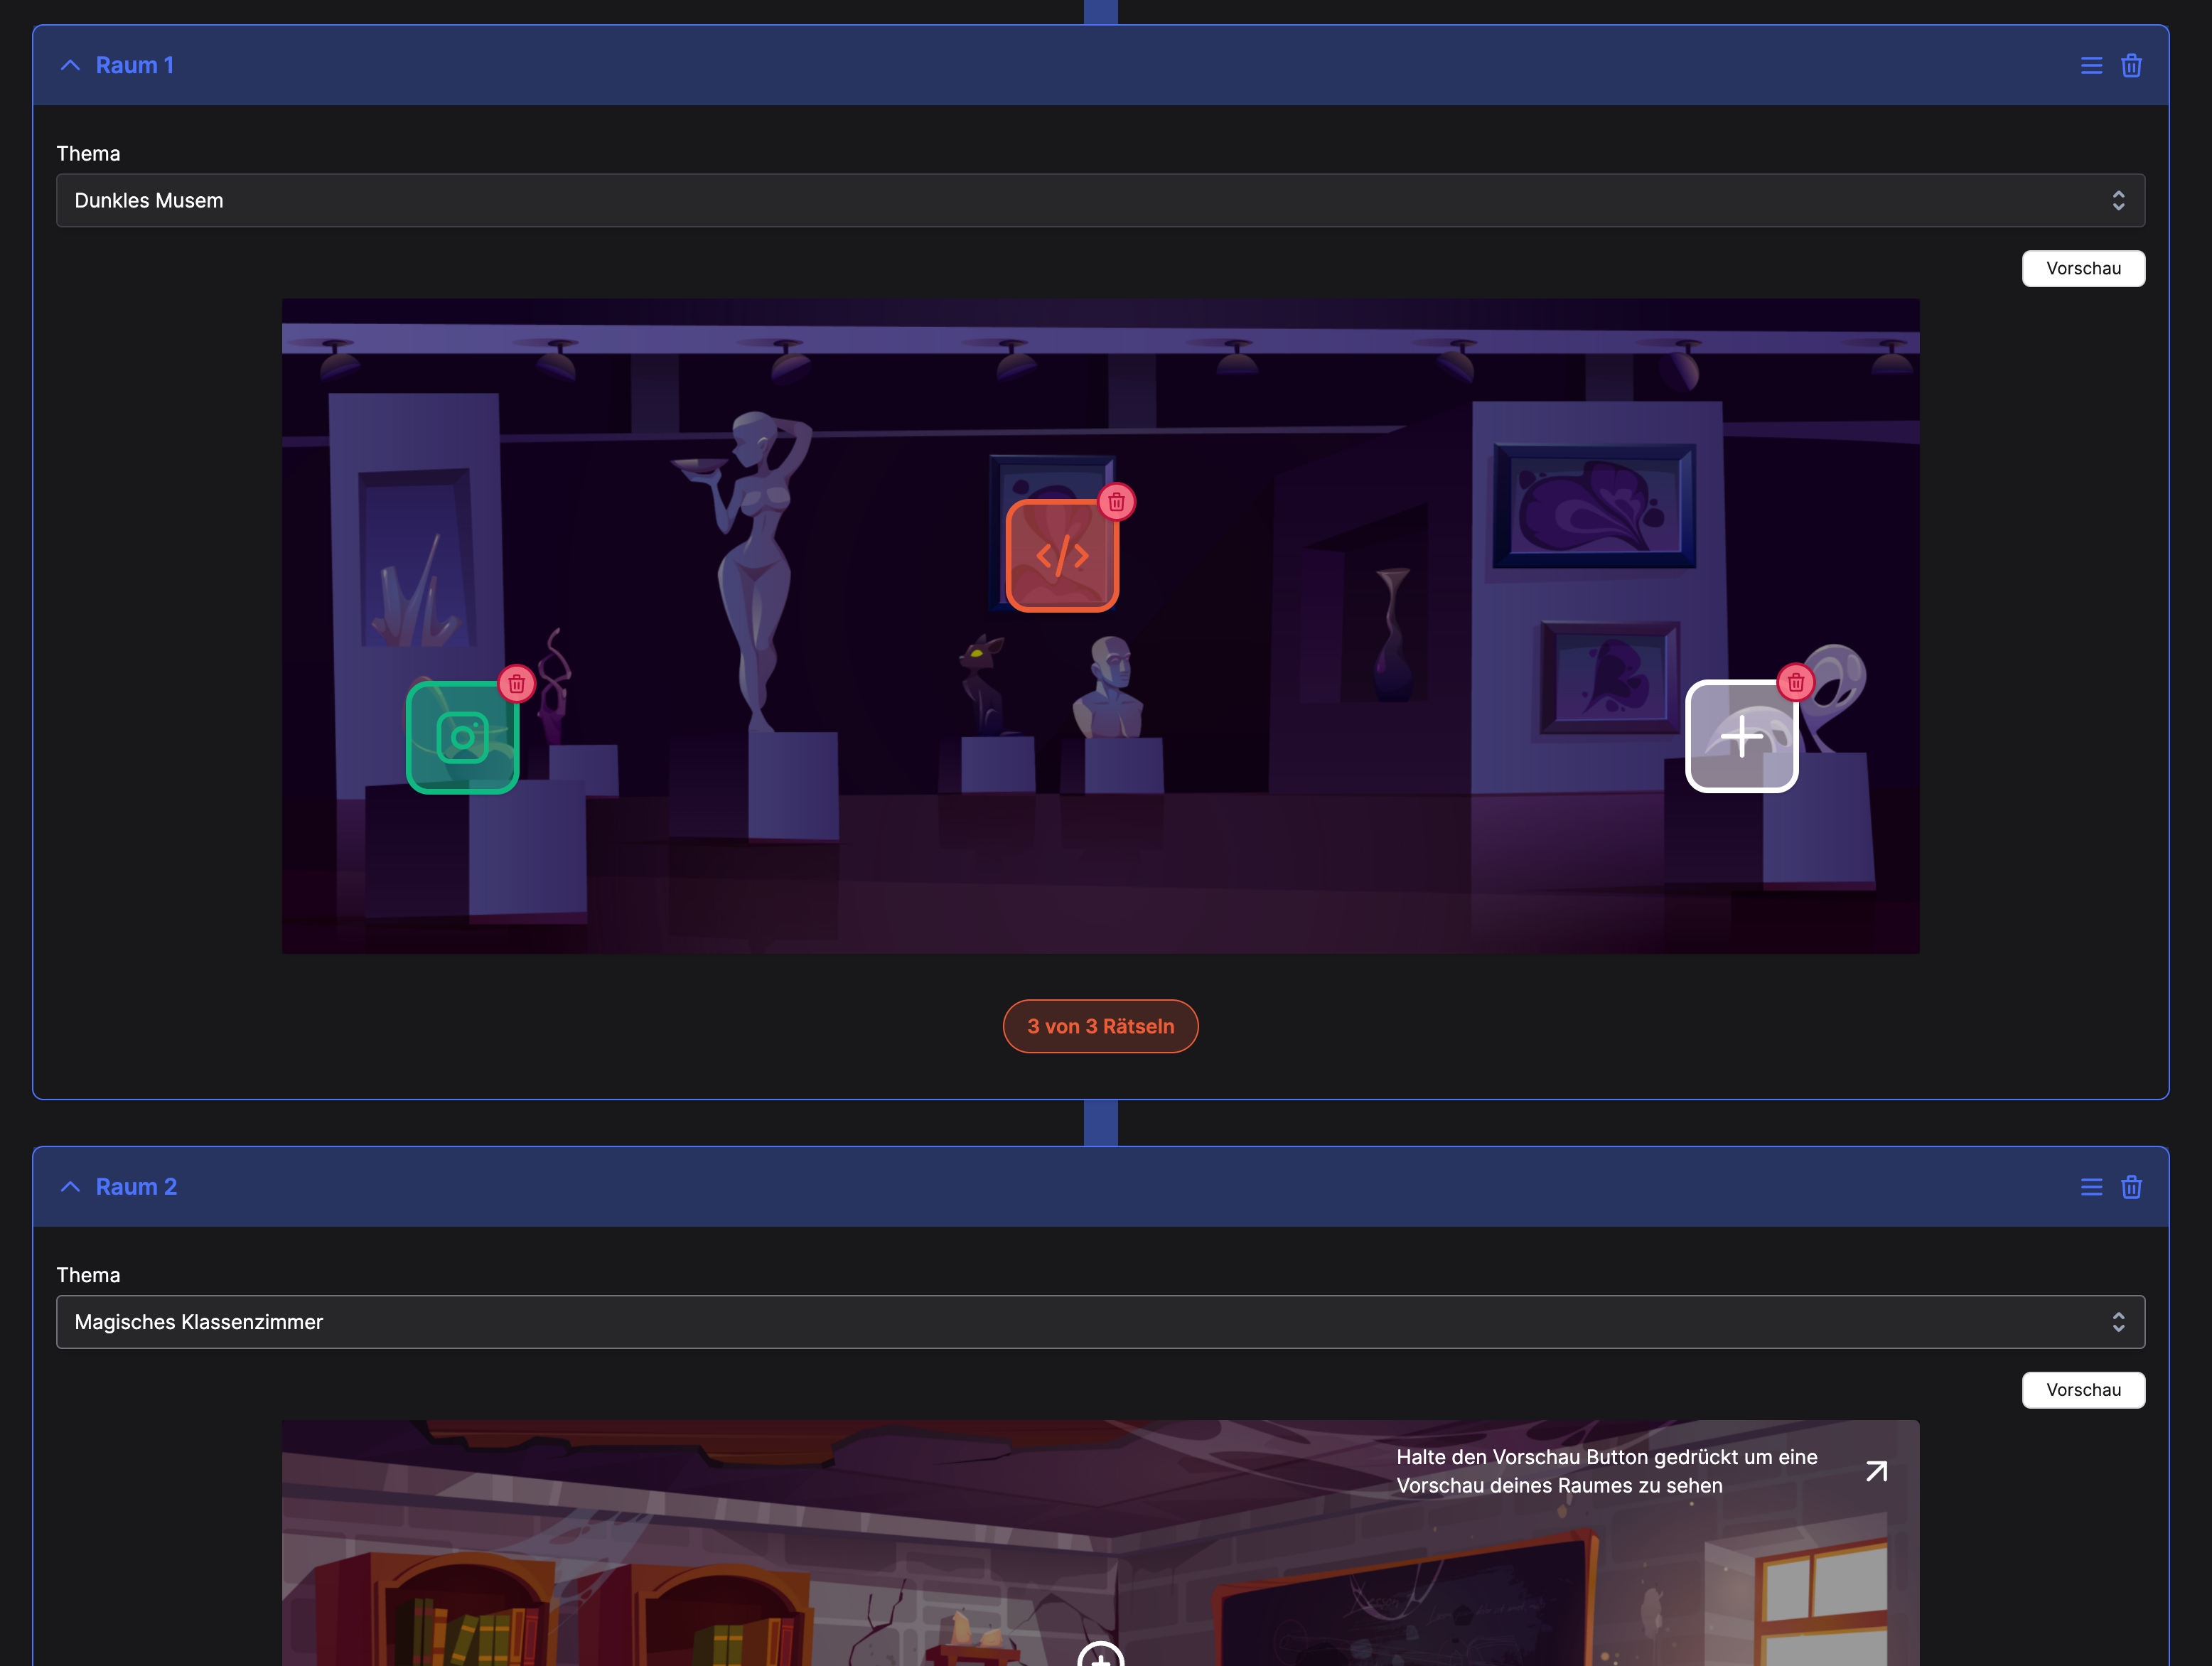 Raum 1
Thema
Dunkles Musem
Vorschau
3 von 3 Rätseln
Raum 2
Thema
Magisches Klassenzimmer
Vorschau
Halte den Vorschau Button gedrückt um eine
Vorschau deines Raumes zu sehen